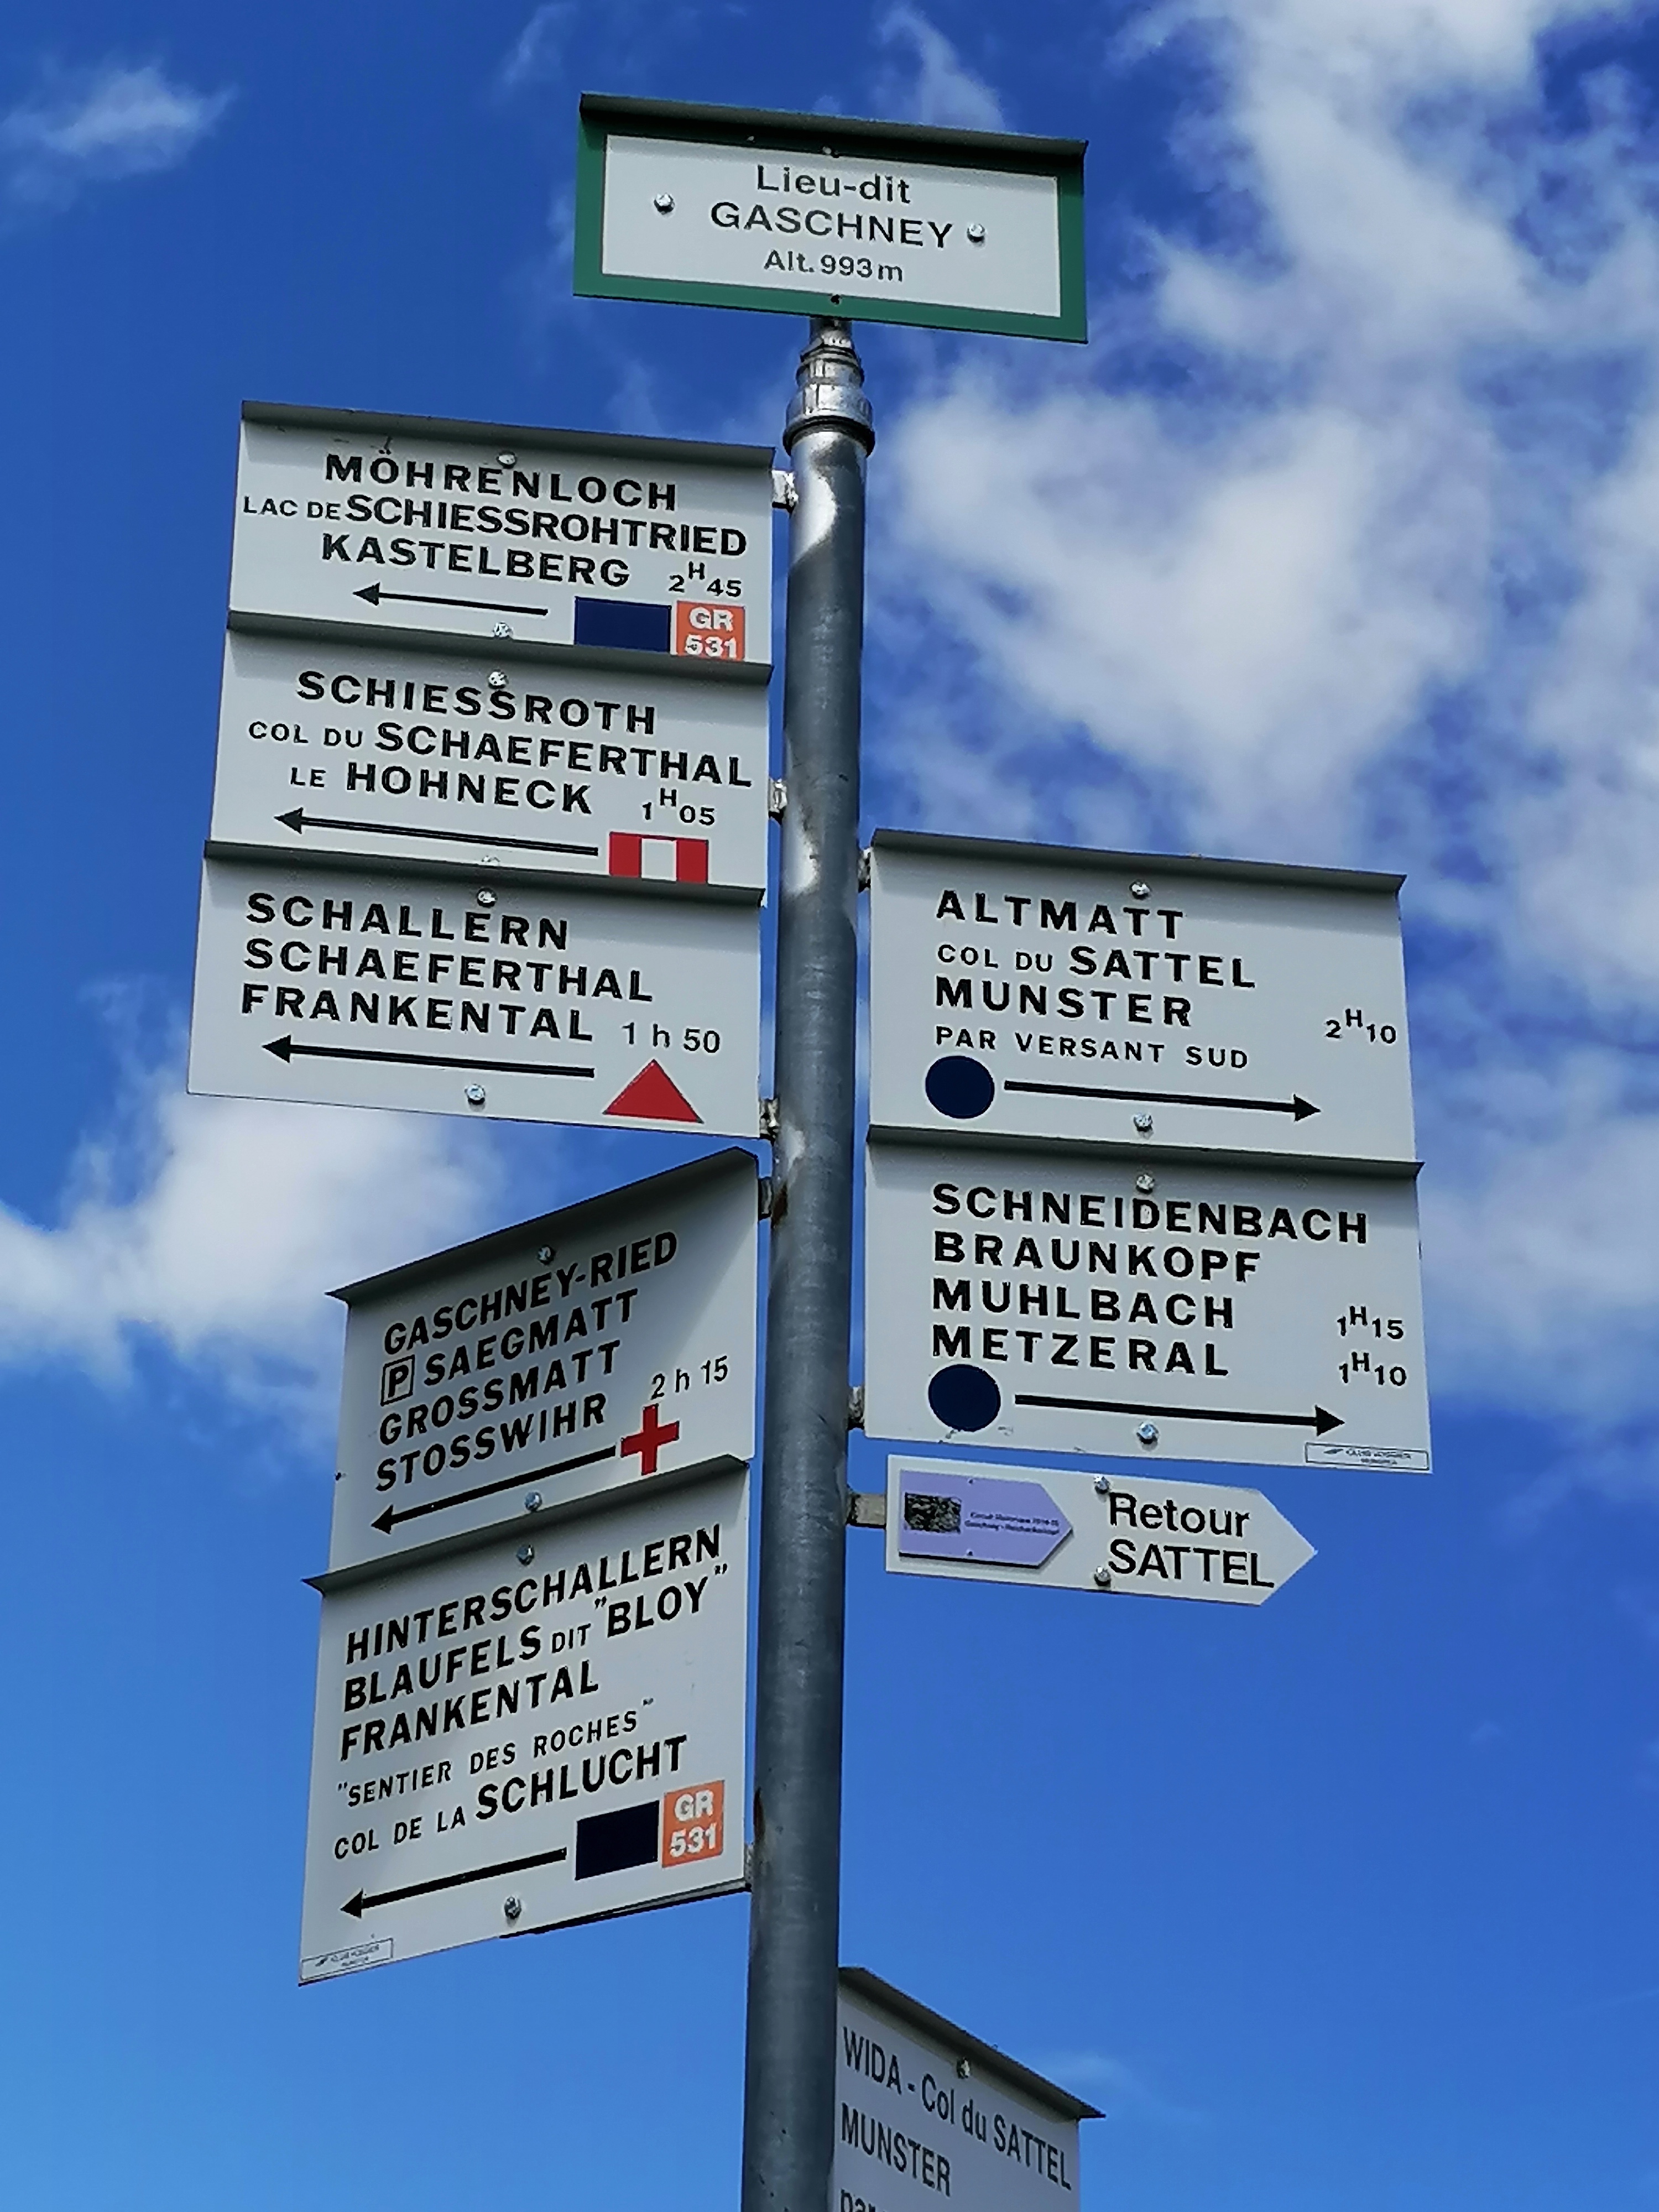 Lieu-dit
GASCHNEY
Alt. 993 m
MÖHRENLOCH
LAC DE SCHIESSROHTRIED
KASTELBERG 2H45
GR
531
SCHIESSROTH
COL DU SCHAEFERTHAL
LE HOHNECK 1H05
SCHALLERN
SCHAEFERTHAL
FRANKENTAL 1 h 50
GASCHNEY-RIED
P SAEGMATT
GROSSMATT
STOSSWIHR 2 h 15
HINTERSCHALLERN
BLAUFELS DIT "BLOY"
FRANKENTAL
"SENTIER DES ROCHES"
COL DE LA SCHLUCHT
GR
531
ALTMATT
COL DU SATTEL
MUNSTER 2H10
PAR VERSANT SUD
SCHNEIDENBACH
BRAUNKOPF
MUHLBACH 1H15
METZERAL 1H10
CLUB VOSGIEN
Retour
SATTEL
WIDA - Col du SATTEL
MUNSTER